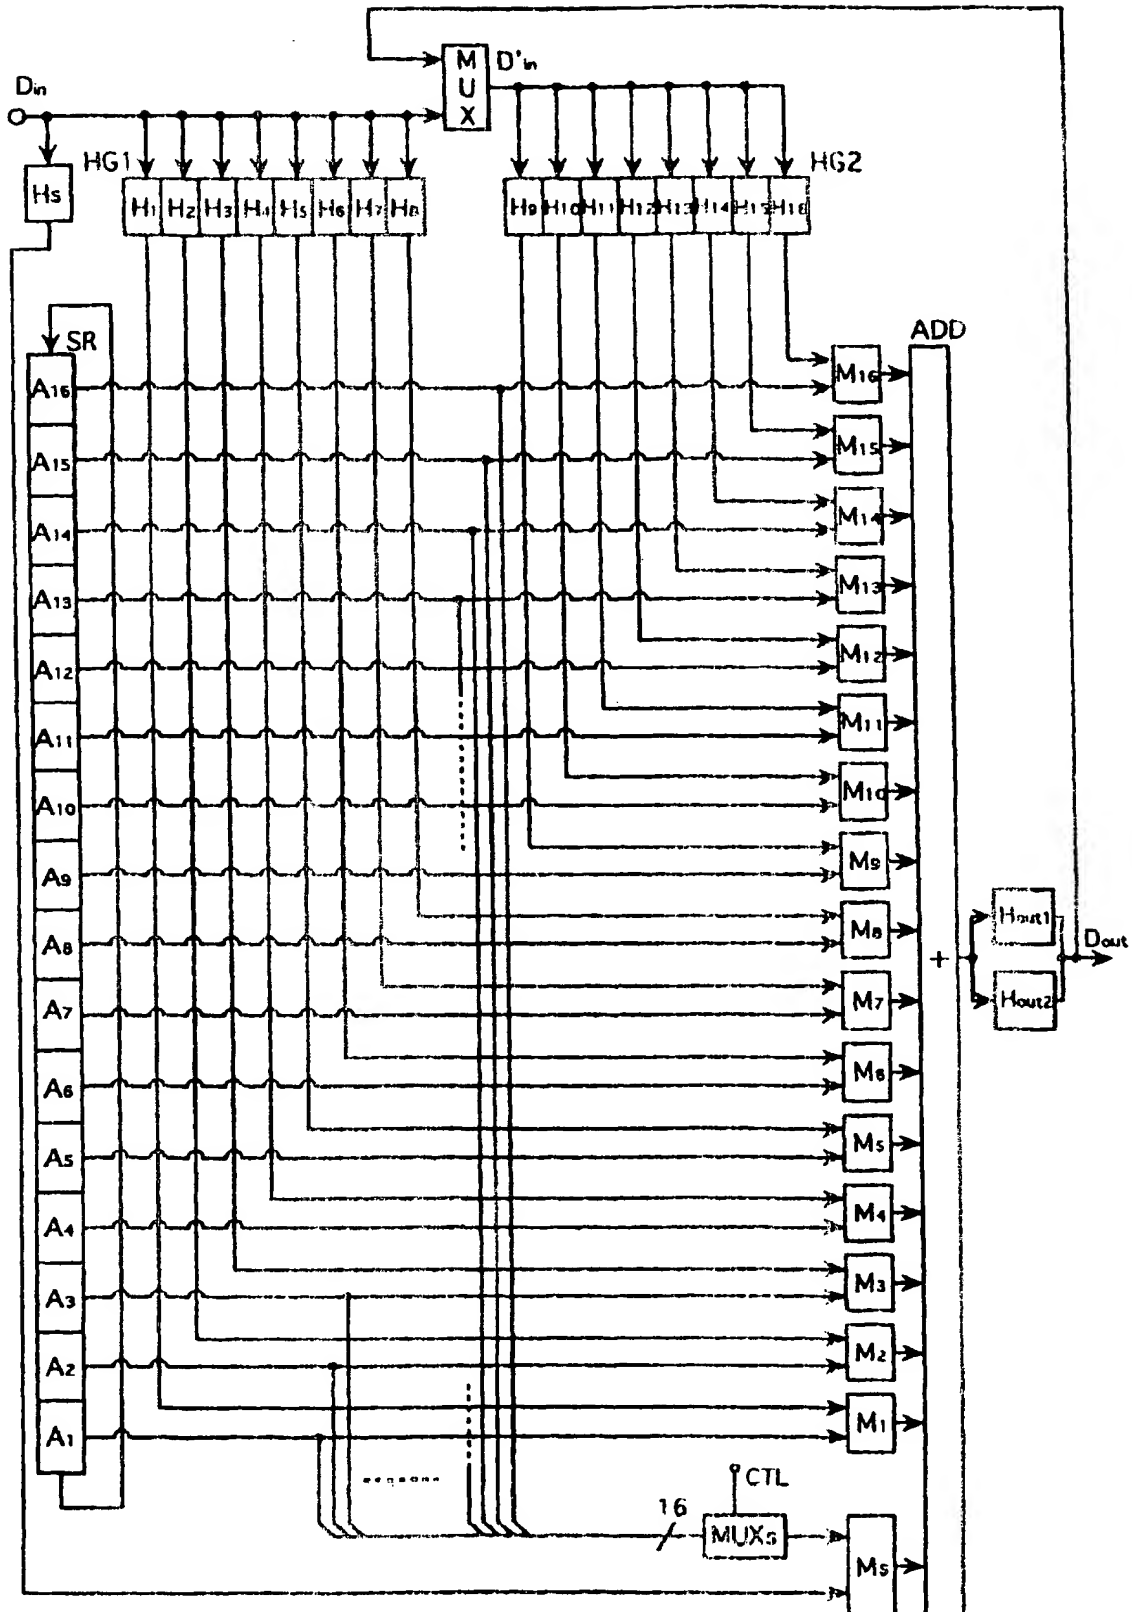 Din
MUX
D'in
HG1
HG2
Hs
H1 H2 H3 H4 H5 H6 H7 H8
H9 H10 H11 H12 H13 H14 H15 H16
SR
ADD
A16
M16
A15
M15
A14
M14
A13
M13
A12
M12
A11
M11
A10
M10
A9
M9
A8
M8
Hout1
Dout
+
Hout2
A7
M7
A6
M6
A5
M5
A4
M4
A3
M3
A2
M2
A1
M1
CTL
16
MUXs
Ms